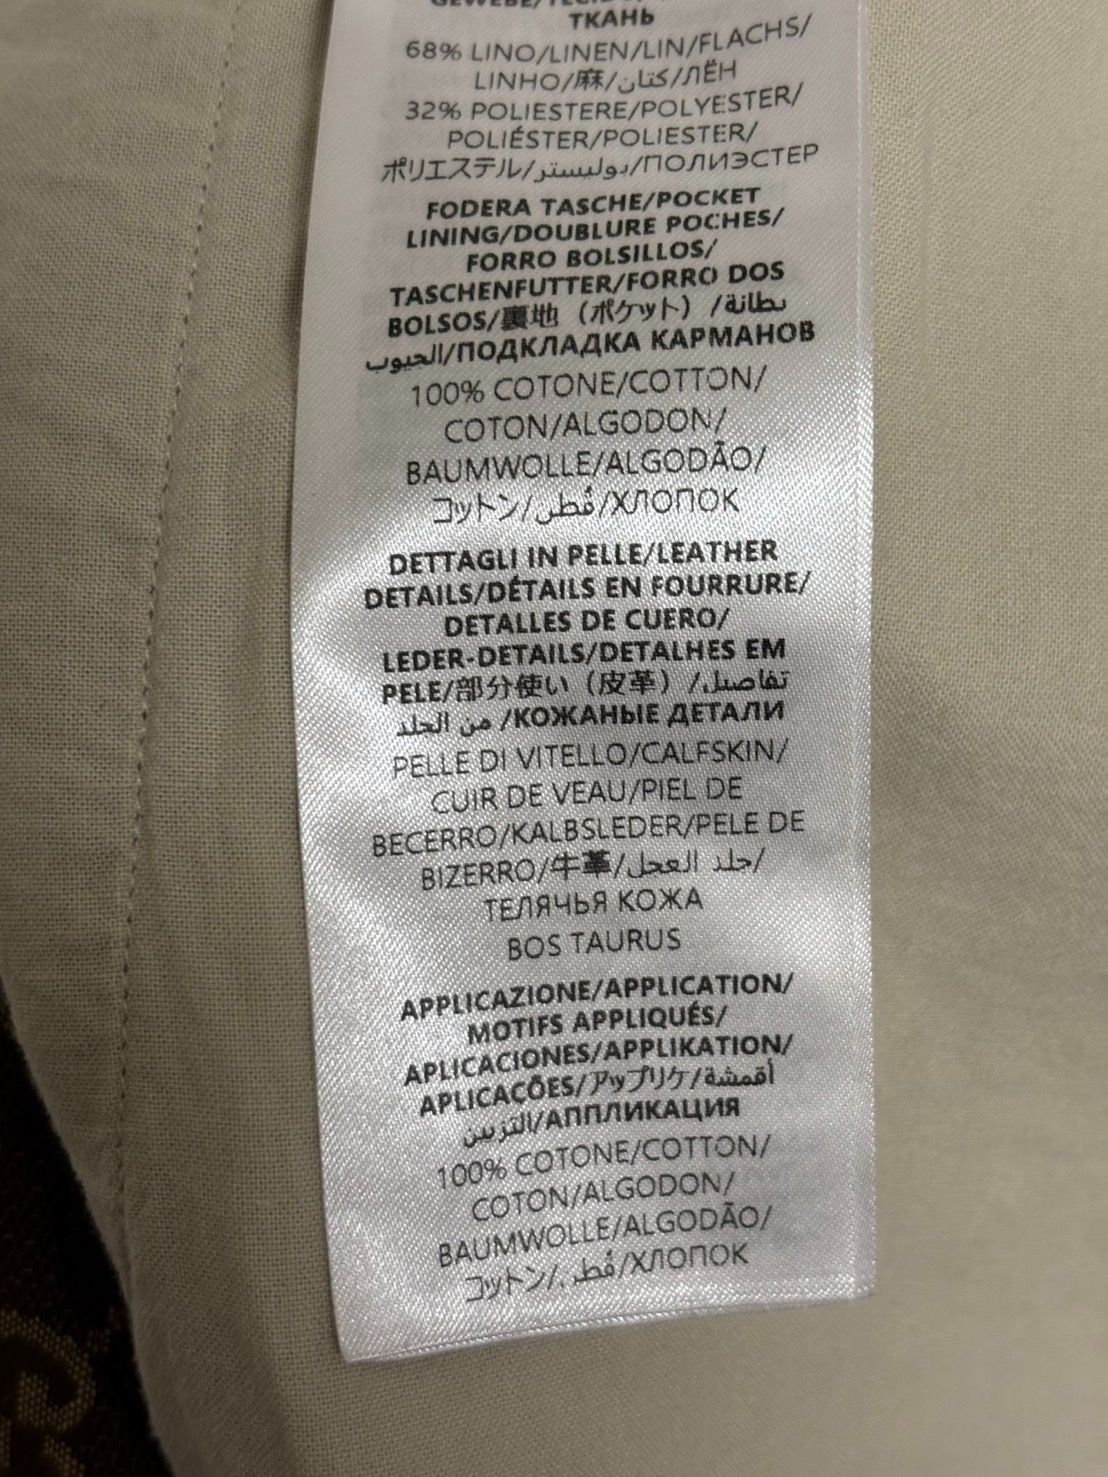 ТКАНЬ
68% LINO/LINEN/LIN/FLACHS/
LINHO/麻/كتان/ЛЁН
32% POLIESTERE/POLYESTER/
POLIÉSTER/POLIESTER/
ポリエステル/بوليستر/ПОЛИЭСТЕР
FODERA TASCHE/POCKET
LINING/DOUBLURE POCHES/
FORRO BOLSILLOS/
TASCHENFUTTER/FORRO DOS
BOLSOS/裏地（ポケット）/بطانة
الجيوب/ПОДКЛАДКА КАРМАНОВ
100% COTONE/COTTON/
COTON/ALGODON/
BAUMWOLLE/ALGODÃO/
コットン/قُطن/ХЛОПОК
DETTAGLI IN PELLE/LEATHER
DETAILS/DÉTAILS EN FOURRURE/
DETALLES DE CUERO/
LEDER-DETAILS/DETALHES EM
PELE/部分使い（皮革）/تفاصيل
من الجلد/КОЖАНЫЕ ДЕТАЛИ
PELLE DI VITELLO/CALFSKIN/
CUIR DE VEAU/PIEL DE
BECERRO/KALBSLEDER/PELE DE
BIZERRO/牛革/جلد العجل/
ТЕЛЯЧЬЯ КОЖА
BOS TAURUS
APPLICAZIONE/APPLICATION/
MOTIFS APPLIQUÉS/
APLICACIONES/APPLIKATION/
APLICAÇÕES/アップリケ/أقمشة
التزيين/АППЛИКАЦИЯ
100% COTONE/COTTON/
COTON/ALGODON/
BAUMWOLLE/ALGODÃO/
コットン/قُطن/ХЛОПОК